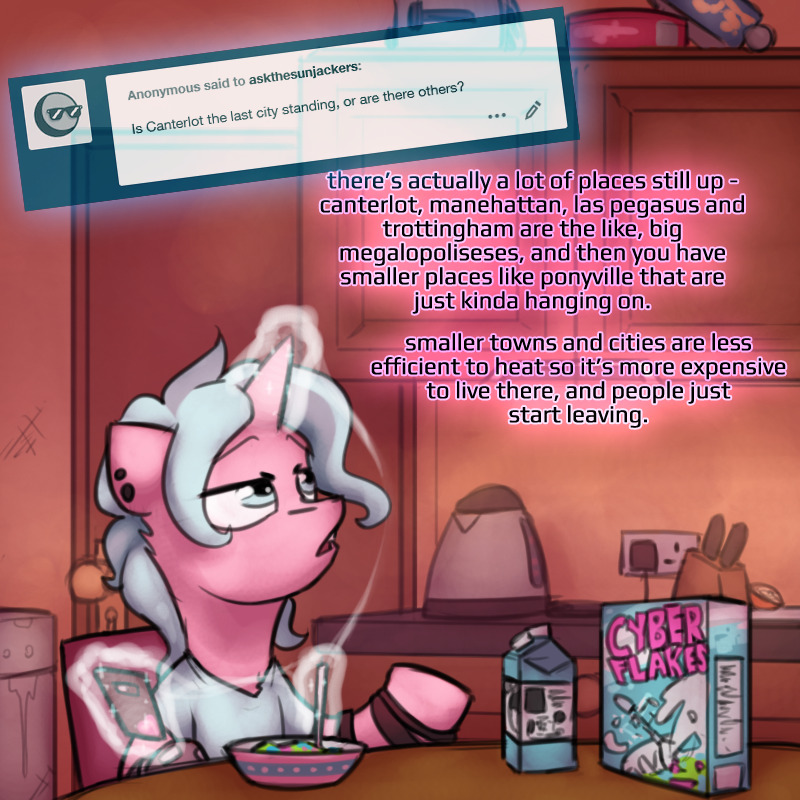 Anonymous said to askthesunjackers:
Is Canterlot the last city standing, or are there others?
there's actually a lot of places still up -
canterlot, manehattan, las pegasus and
trottingham are the like, big
megalopoliseses, and then you have
smaller places like ponyville that are
just kinda hanging on.
smaller towns and cities are less
efficient to heat so it's more expensive
to live there, and people just
start leaving.
CYBER
FLAKES